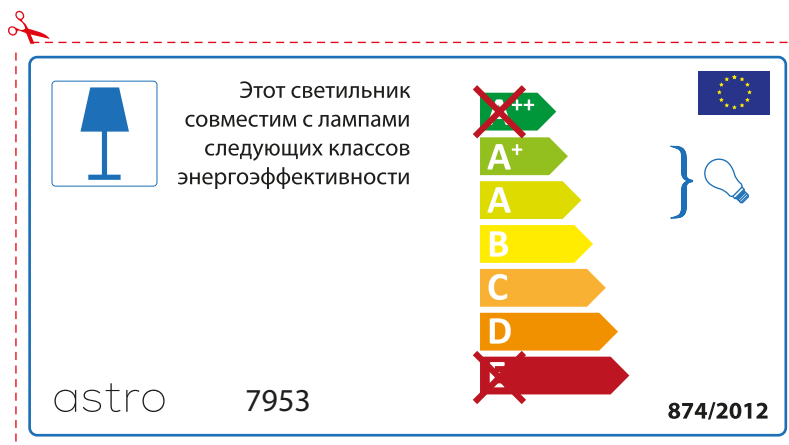 Этот светильник
совместим с лампами
следующих классов
энергоэффективности
A++
A+
A
B
C
D
E
astro
7953
874/2012